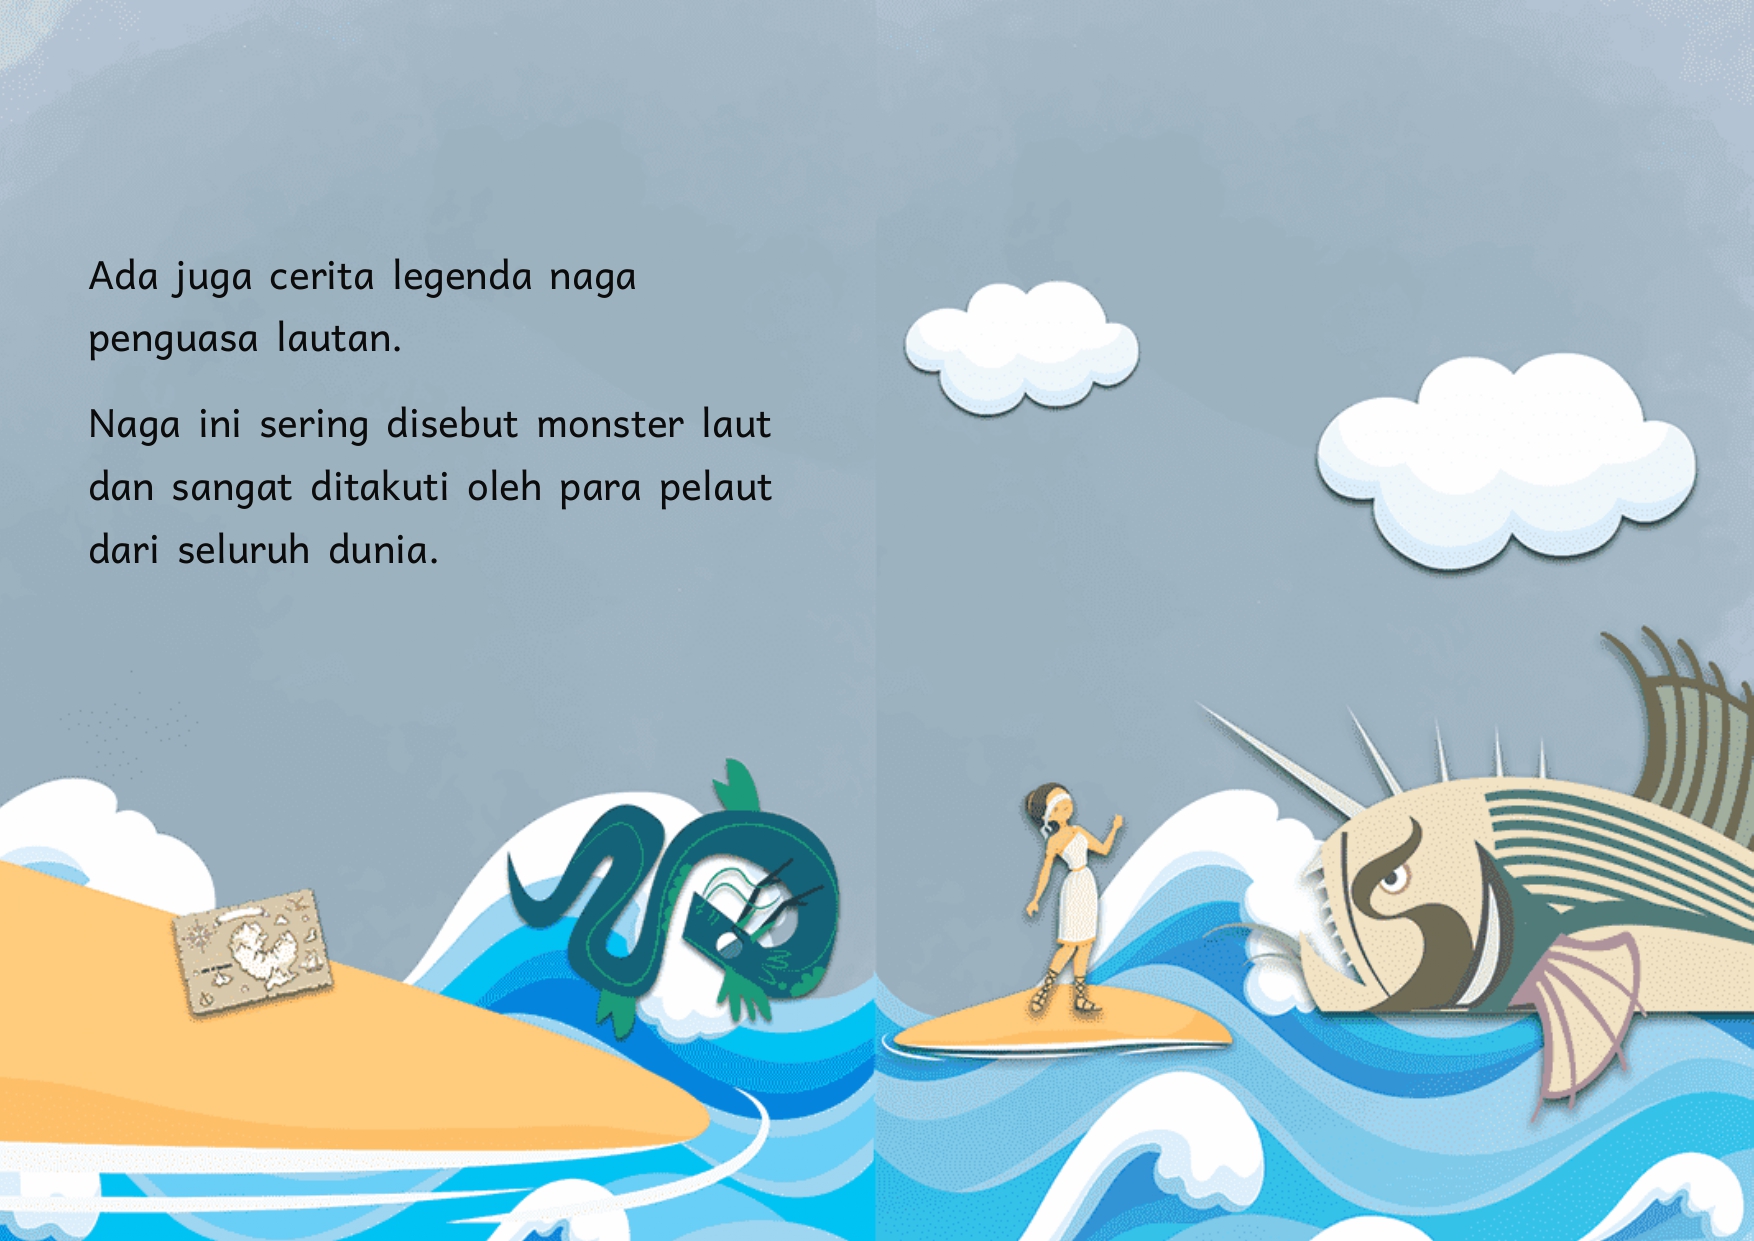 Ada juga cerita legenda naga
penguasa lautan.
Naga ini sering disebut monster laut
dan sangat ditakuti oleh para pelaut
dari seluruh dunia.